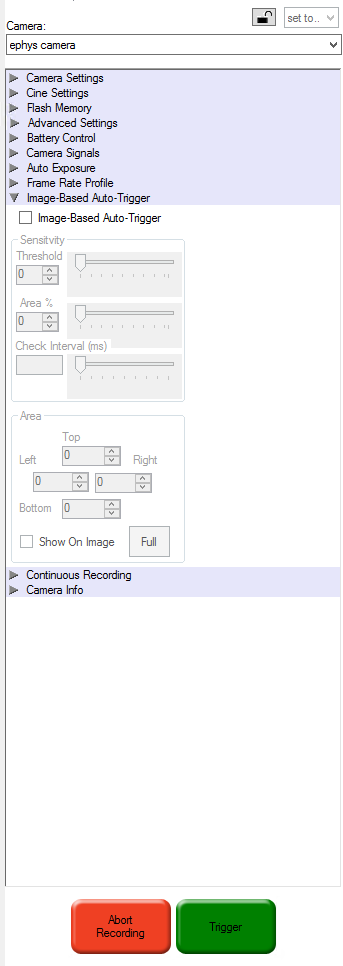 set to..
Camera:
ephys camera
Camera Settings
Cine Settings
Flash Memory
Advanced Settings
Battery Control
Camera Signals
Auto Exposure
Frame Rate Profile
Image-Based Auto-Trigger
Image-Based Auto-Trigger
Sensitivity
Threshold
0
Area %
0
Check Interval (ms)
Area
Top
Left 0 Right
0 0
Bottom 0
Show On Image Full
Continuous Recording
Camera Info
Abort
Recording
Trigger